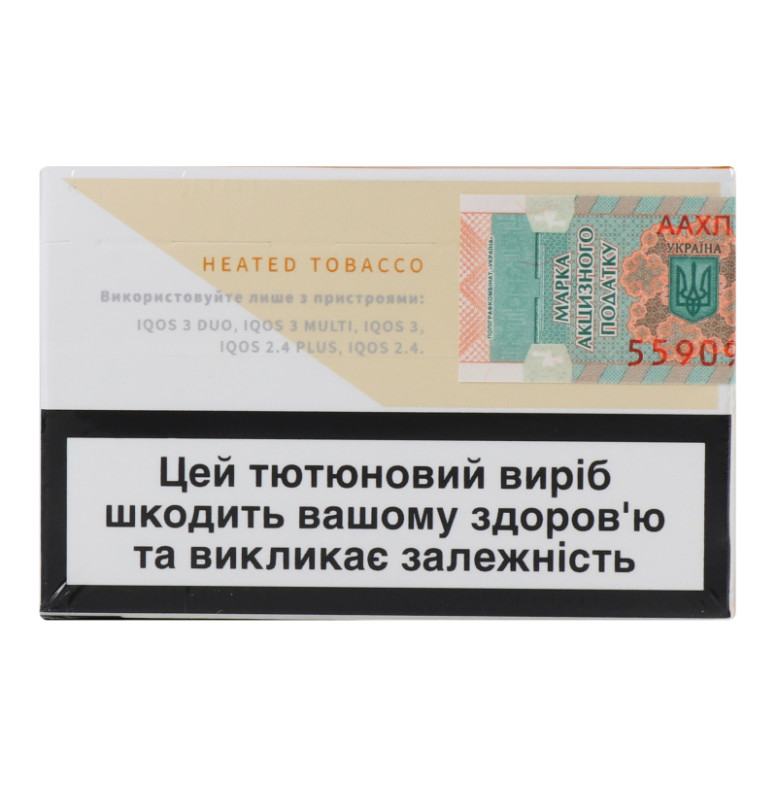 HEATED TOBACCO
Використовуйте лише з пристроями:
IQOS 3 DUO, IQOS 3 MULTI, IQOS 3,
IQOS 2.4 PLUS, IQOS 2.4.
МАРКА
АКЦИЗНОГО
ПОДАТКУ
ААХЛ
УКРАЇНА
55909
Цей тютюновий виріб
шкодить вашому здоров'ю
та викликає залежність